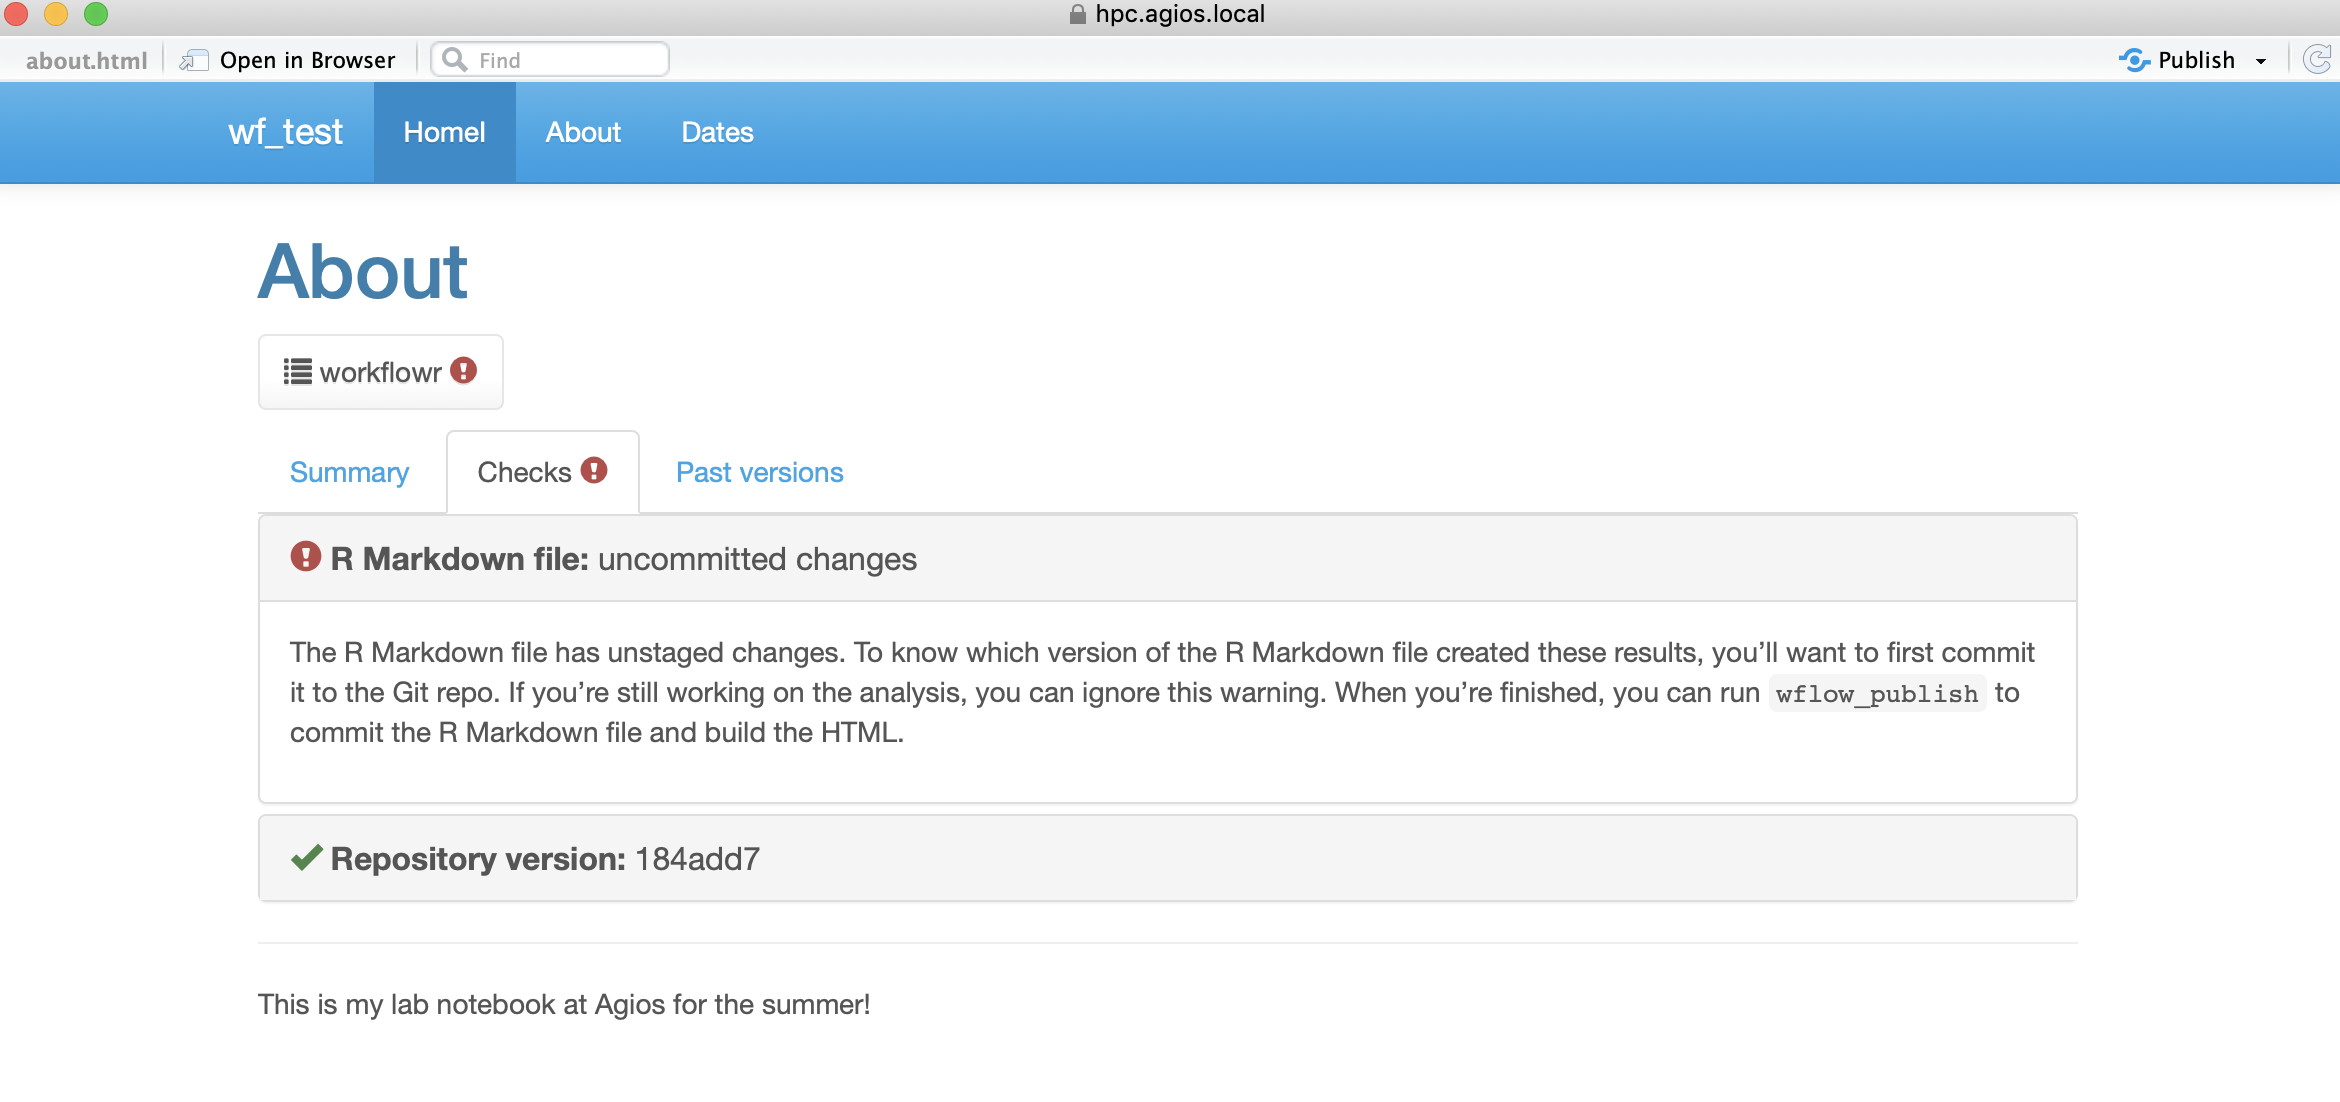 hpc.agios.local
about.html Open in Browser Find Publish
wf_test Homel About Dates
About
workflowr
Summary Checks Past versions
R Markdown file: uncommitted changes
The R Markdown file has unstaged changes. To know which version of the R Markdown file created these results, you’ll want to first commit
it to the Git repo. If you’re still working on the analysis, you can ignore this warning. When you’re finished, you can run wflow_publish to
commit the R Markdown file and build the HTML.
Repository version: 184add7
This is my lab notebook at Agios for the summer!